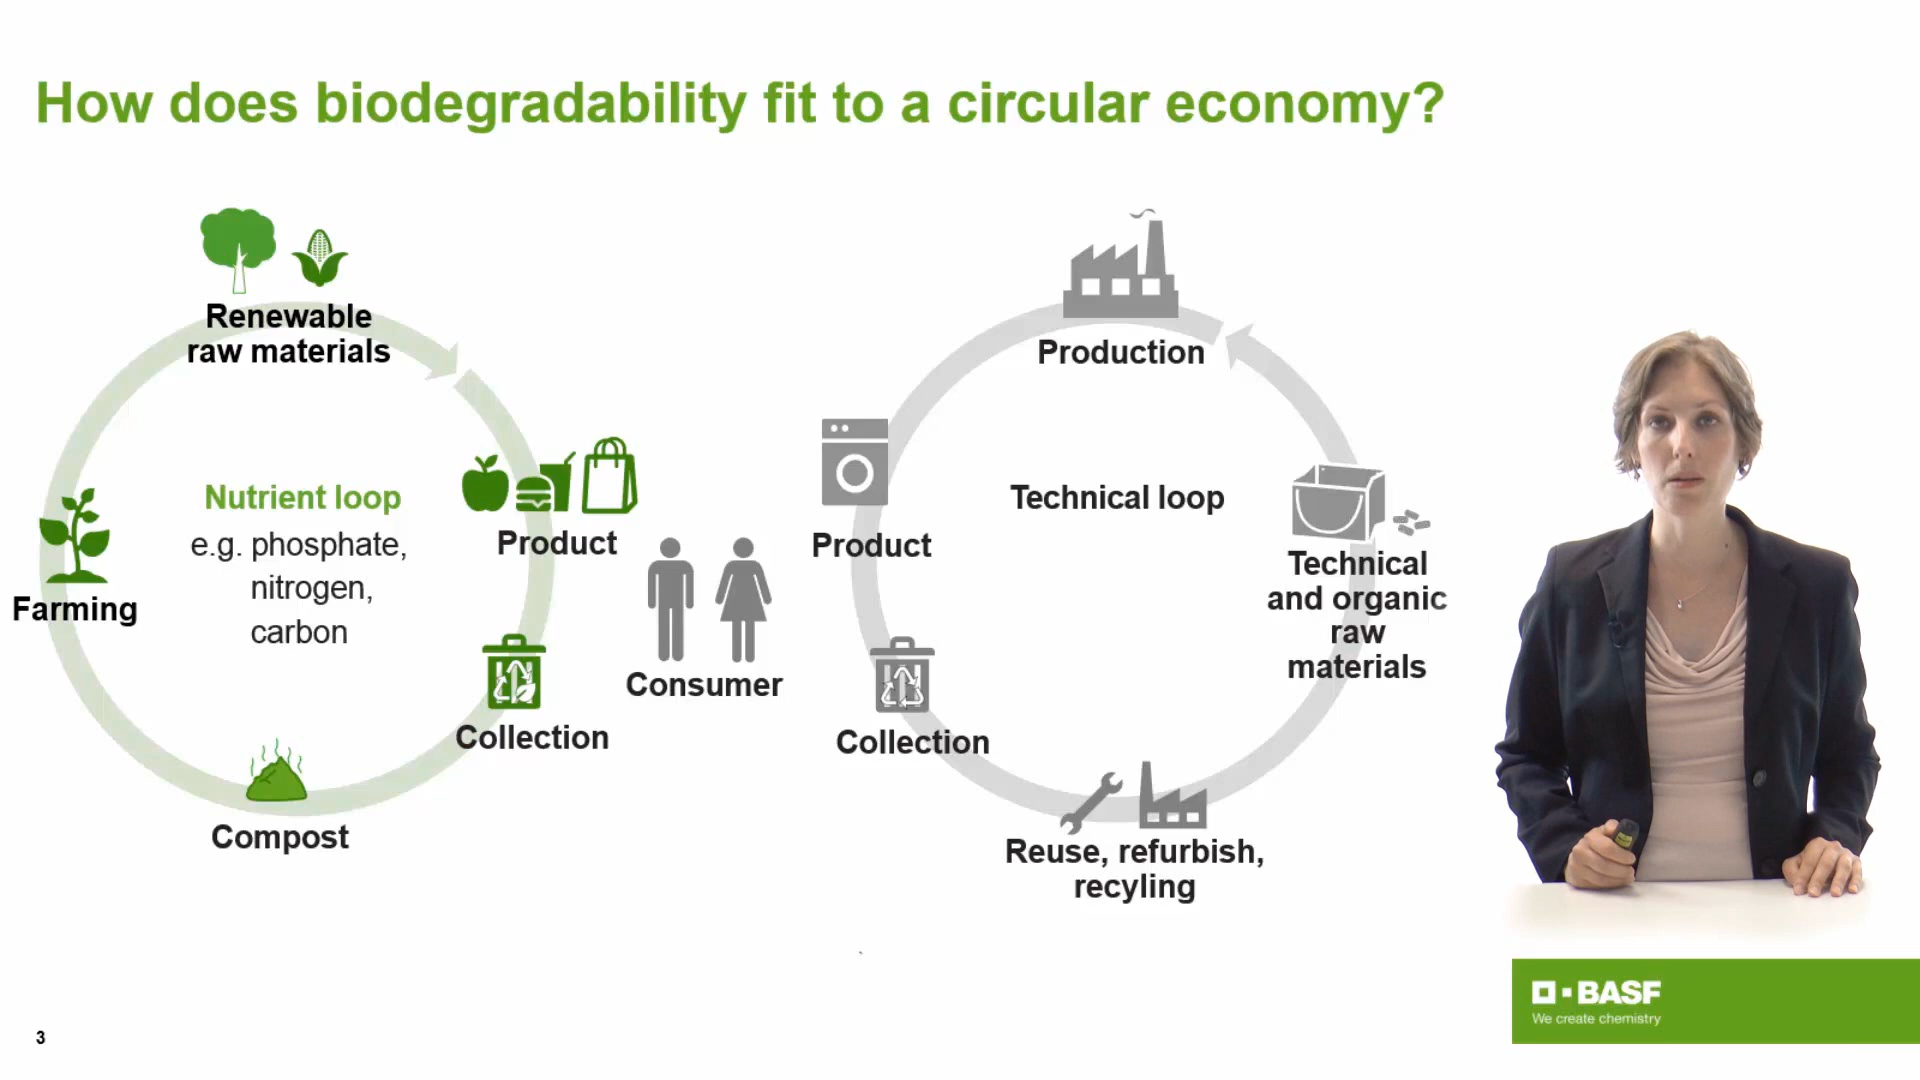 How does biodegradability fit to a circular economy?
Renewable
raw materials
Nutrient loop
e.g. phosphate,
nitrogen,
carbon
Farming
Product
Collection
Compost
Consumer
Production
Product
Technical loop
Technical
and organic
raw
materials
Collection
Reuse, refurbish,
recyling
BASF
We create chemistry
3